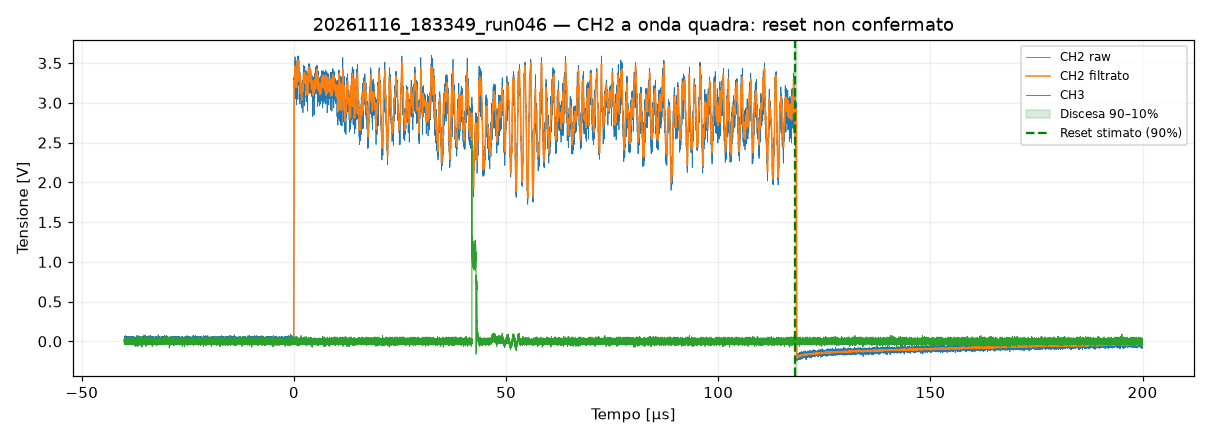 20261116_183349_run046 — CH2 a onda quadra: reset non confermato
CH2 raw
CH2 filtrato
CH3
Discesa 90–10%
Reset stimato (90%)
Tensione [V]
3.5
3.0
2.5
2.0
1.5
1.0
0.5
0.0
−50
0
50
100
150
200
Tempo [µs]